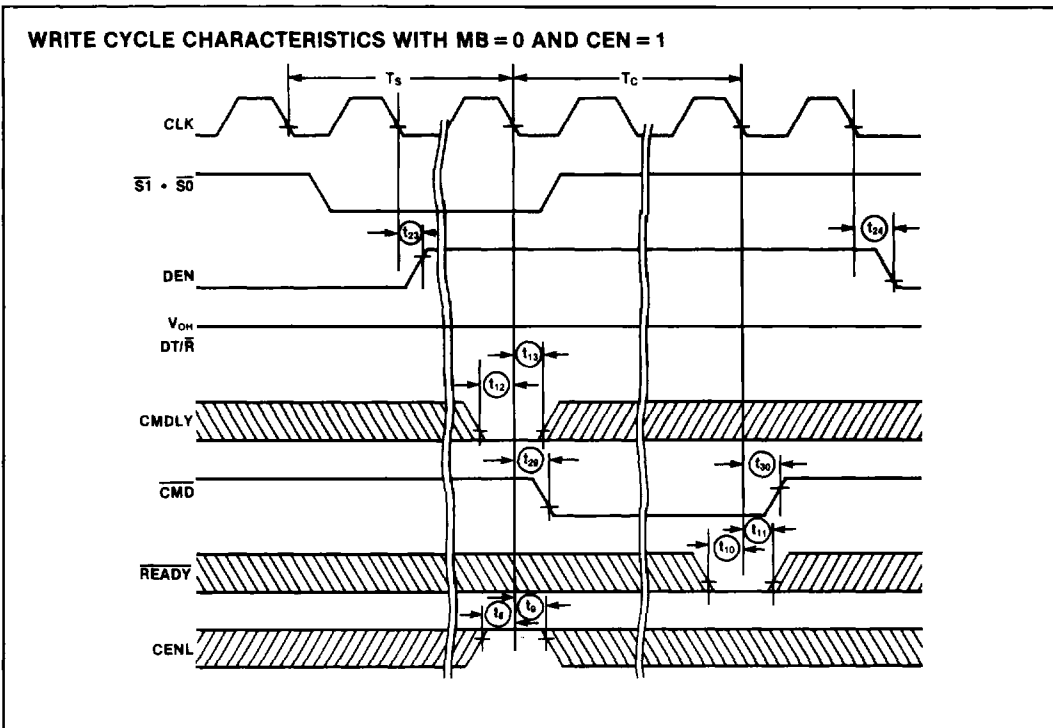 WRITE CYCLE CHARACTERISTICS WITH MB = 0 AND CEN = 1
Ts Tc
CLK
S1 • S0
t23 t24
DEN
VOH
DT/R
t13
t12
CMDLY
t29 t30
CMD
t11
t10
READY
t8 t9
CENL